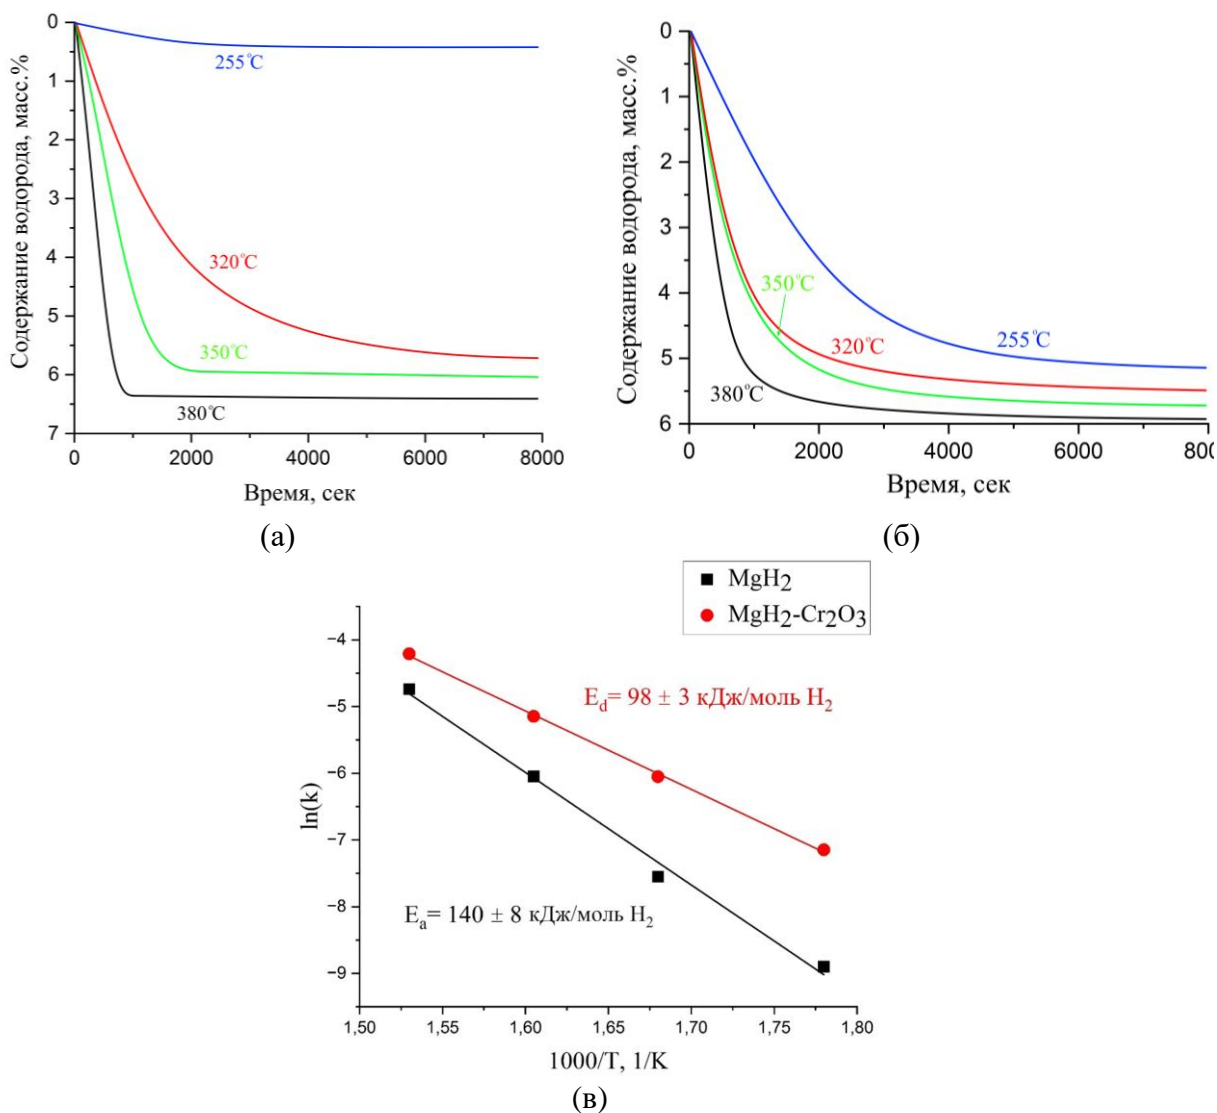 0
1
2
3
4
5
6
7
Содержание водорода, масс.%
255℃
320℃
350℃
380℃
0 2000 4000 6000 8000
Время, сек
(а)
0
1
2
3
4
5
6
Содержание водорода, масс.%
350℃
320℃
255℃
380℃
0 2000 4000 6000 800
Время, сек
(б)
MgH2
MgH2-Cr2O3
−4
−5
−6
−7
−8
−9
ln(k)
Ed= 98 ± 3 кДж/моль H2
Ea= 140 ± 8 кДж/моль H2
1,50 1,55 1,60 1,65 1,70 1,75 1,80
1000/T, 1/K
(в)